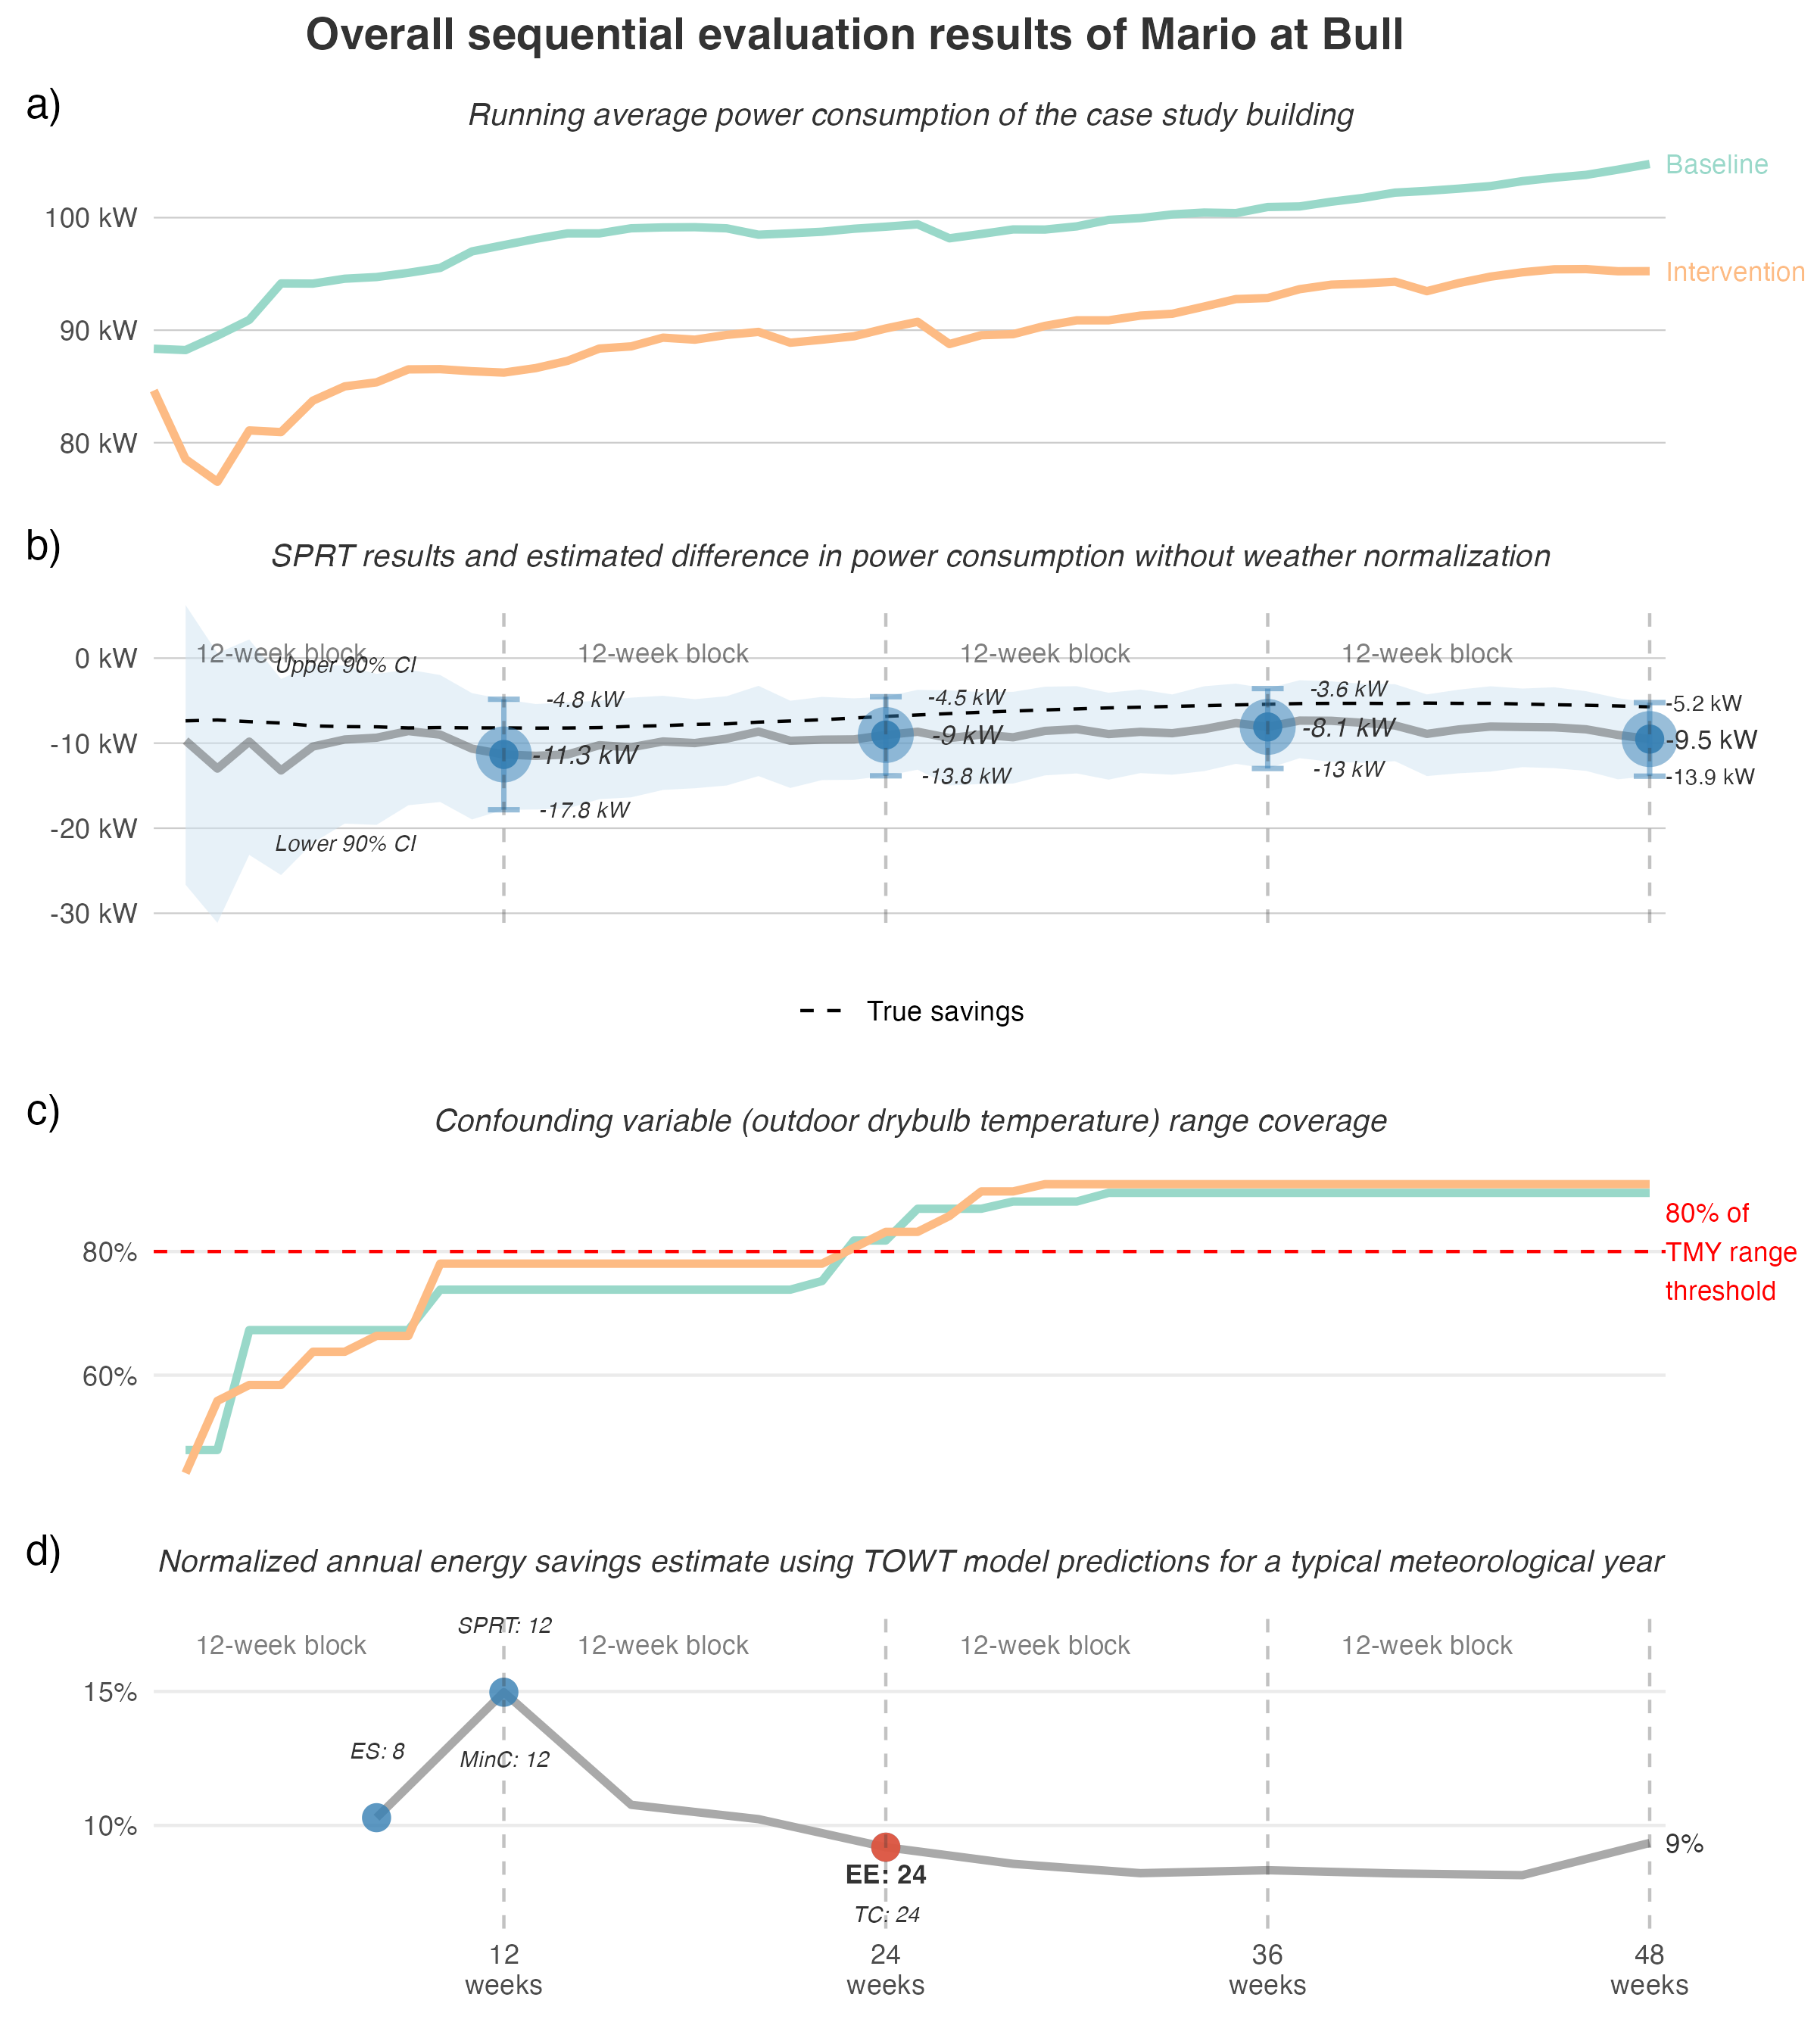 Overall sequential evaluation results of Mario at Bull
a)
Running average power consumption of the case study building
Baseline
100 kW
Intervention
90 kW
80 kW
b)
SPRT results and estimated difference in power consumption without weather normalization
12-week block
12-week block
12-week block
12-week block
0 kW
Upper 90% CI
-4.8 kW
-4.5 kW
-3.6 kW
-5.2 kW
-10 kW
-11.3 kW
-9 kW
-8.1 kW
-9.5 kW
-17.8 kW
-13.8 kW
-13 kW
-13.9 kW
-20 kW
Lower 90% CI
-30 kW
True savings
c)
Confounding variable (outdoor drybulb temperature) range coverage
80% of
TMY range
threshold
80%
60%
d)
Normalized annual energy savings estimate using TOWT model predictions for a typical meteorological year
SPRT: 12
12-week block
12-week block
12-week block
12-week block
15%
ES: 8
MinC: 12
10%
9%
EE: 24
TC: 24
12
weeks
24
weeks
36
weeks
48
weeks